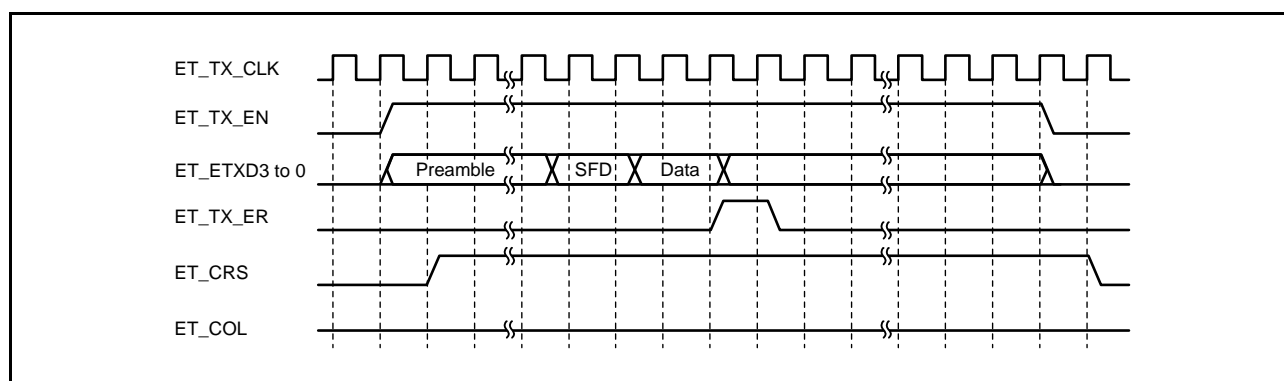 ET_TX_CLK
ET_TX_EN
ET_ETXD3 to 0
Preamble
SFD
Data
ET_TX_ER
ET_CRS
ET_COL